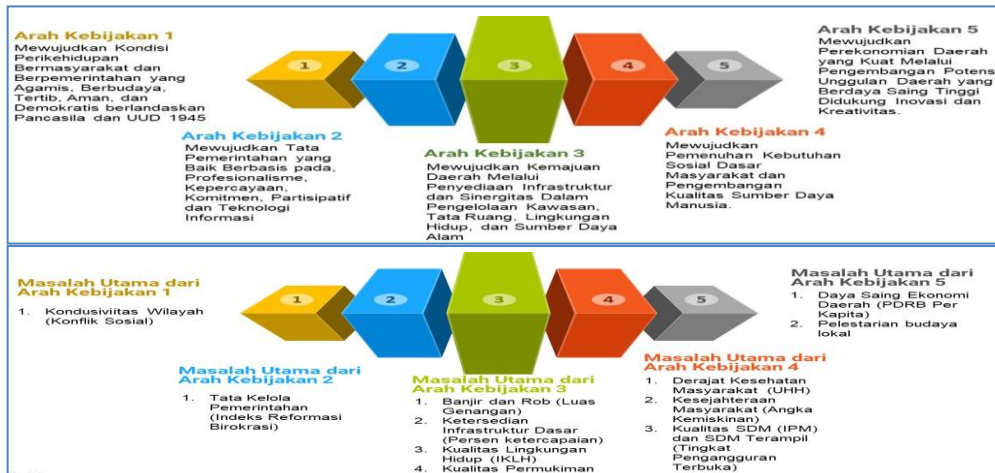 Arah Kebijakan 1
Mewujudkan Kondisi
Perikehidupan
Bermasyarakat dan
Berpemerintahan yang
Agamis, Berbudaya,
Tertib, Aman, dan
Demokratis berlandaskan
Pancasila dan UUD 1945
1
2
3
4
5
Arah Kebijakan 2
Mewujudkan Tata
Pemerintahan yang
Baik Berbasis pada,
Profesionalisme,
Kepercayaan,
Komitmen, Partisipatif
dan Teknologi
Informasi
Arah Kebijakan 3
Mewujudkan Kemajuan
Daerah Melalui
Penyediaan Infrastruktur
dan Sinergitas Dalam
Pengelolaan Kawasan,
Tata Ruang, Lingkungan
Hidup, dan Sumber Daya
Alam
Arah Kebijakan 4
Mewujudkan
Pemenuhan Kebutuhan
Sosial Dasar
Masyarakat dan
Pengembangan
Kualitas Sumber Daya
Manusia.
Arah Kebijakan 5
Mewujudkan
Perekonomian Daerah
yang Kuat Melalui
Pengembangan Potens
Unggulan Daerah yang
Berdaya Saing Tinggi
Didukung Inovasi dan
Kreativitas.
Masalah Utama dari
Arah Kebijakan 1
1. Kondusiviitas Wilayah
(Konflik Sosial)
1
2
3
4
5
Masalah Utama dari
Arah Kebijakan 2
1. Tata Kelola
Pemerintahan
(Indeks Reformasi
Birokrasi)
Masalah Utama dari
Arah Kebijakan 3
1. Banjir dan Rob (Luas
Genangan)
2. Ketersedian
Infrastruktur Dasar
(Persen ketercapaian)
3. Kualitas Lingkungan
Hidup (IKLH)
4. Kualitas Permukiman
Masalah Utama dari
Arah Kebijakan 4
1. Derajat Kesehatan
Masyarakat (UHH)
2. Kesejahteraan
Masyarakat (Angka
Kemiskinan)
3. Kualitas SDM (IPM)
dan SDM Terampil
(Tingkat
Pengangguran
Terbuka)
Masalah Utama dari
Arah Kebijakan 5
1. Daya Saing Ekonomi
Daerah (PDRB Per
Kapita)
2. Pelestarian budaya
lokal